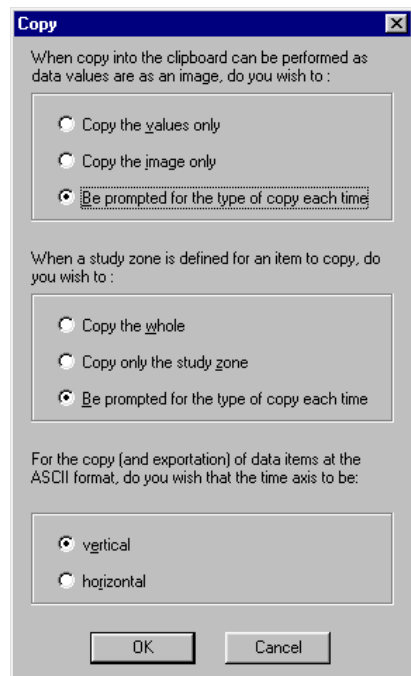 Copy
When copy into the clipboard can be performed as
data values are as an image, do you wish to :
Copy the values only
Copy the image only
Be prompted for the type of copy each time
When a study zone is defined for an item to copy, do
you wish to :
Copy the whole
Copy only the study zone
Be prompted for the type of copy each time
For the copy (and exportation) of data items at the
ASCII format, do you wish that the time axis to be:
vertical
horizontal
OK Cancel